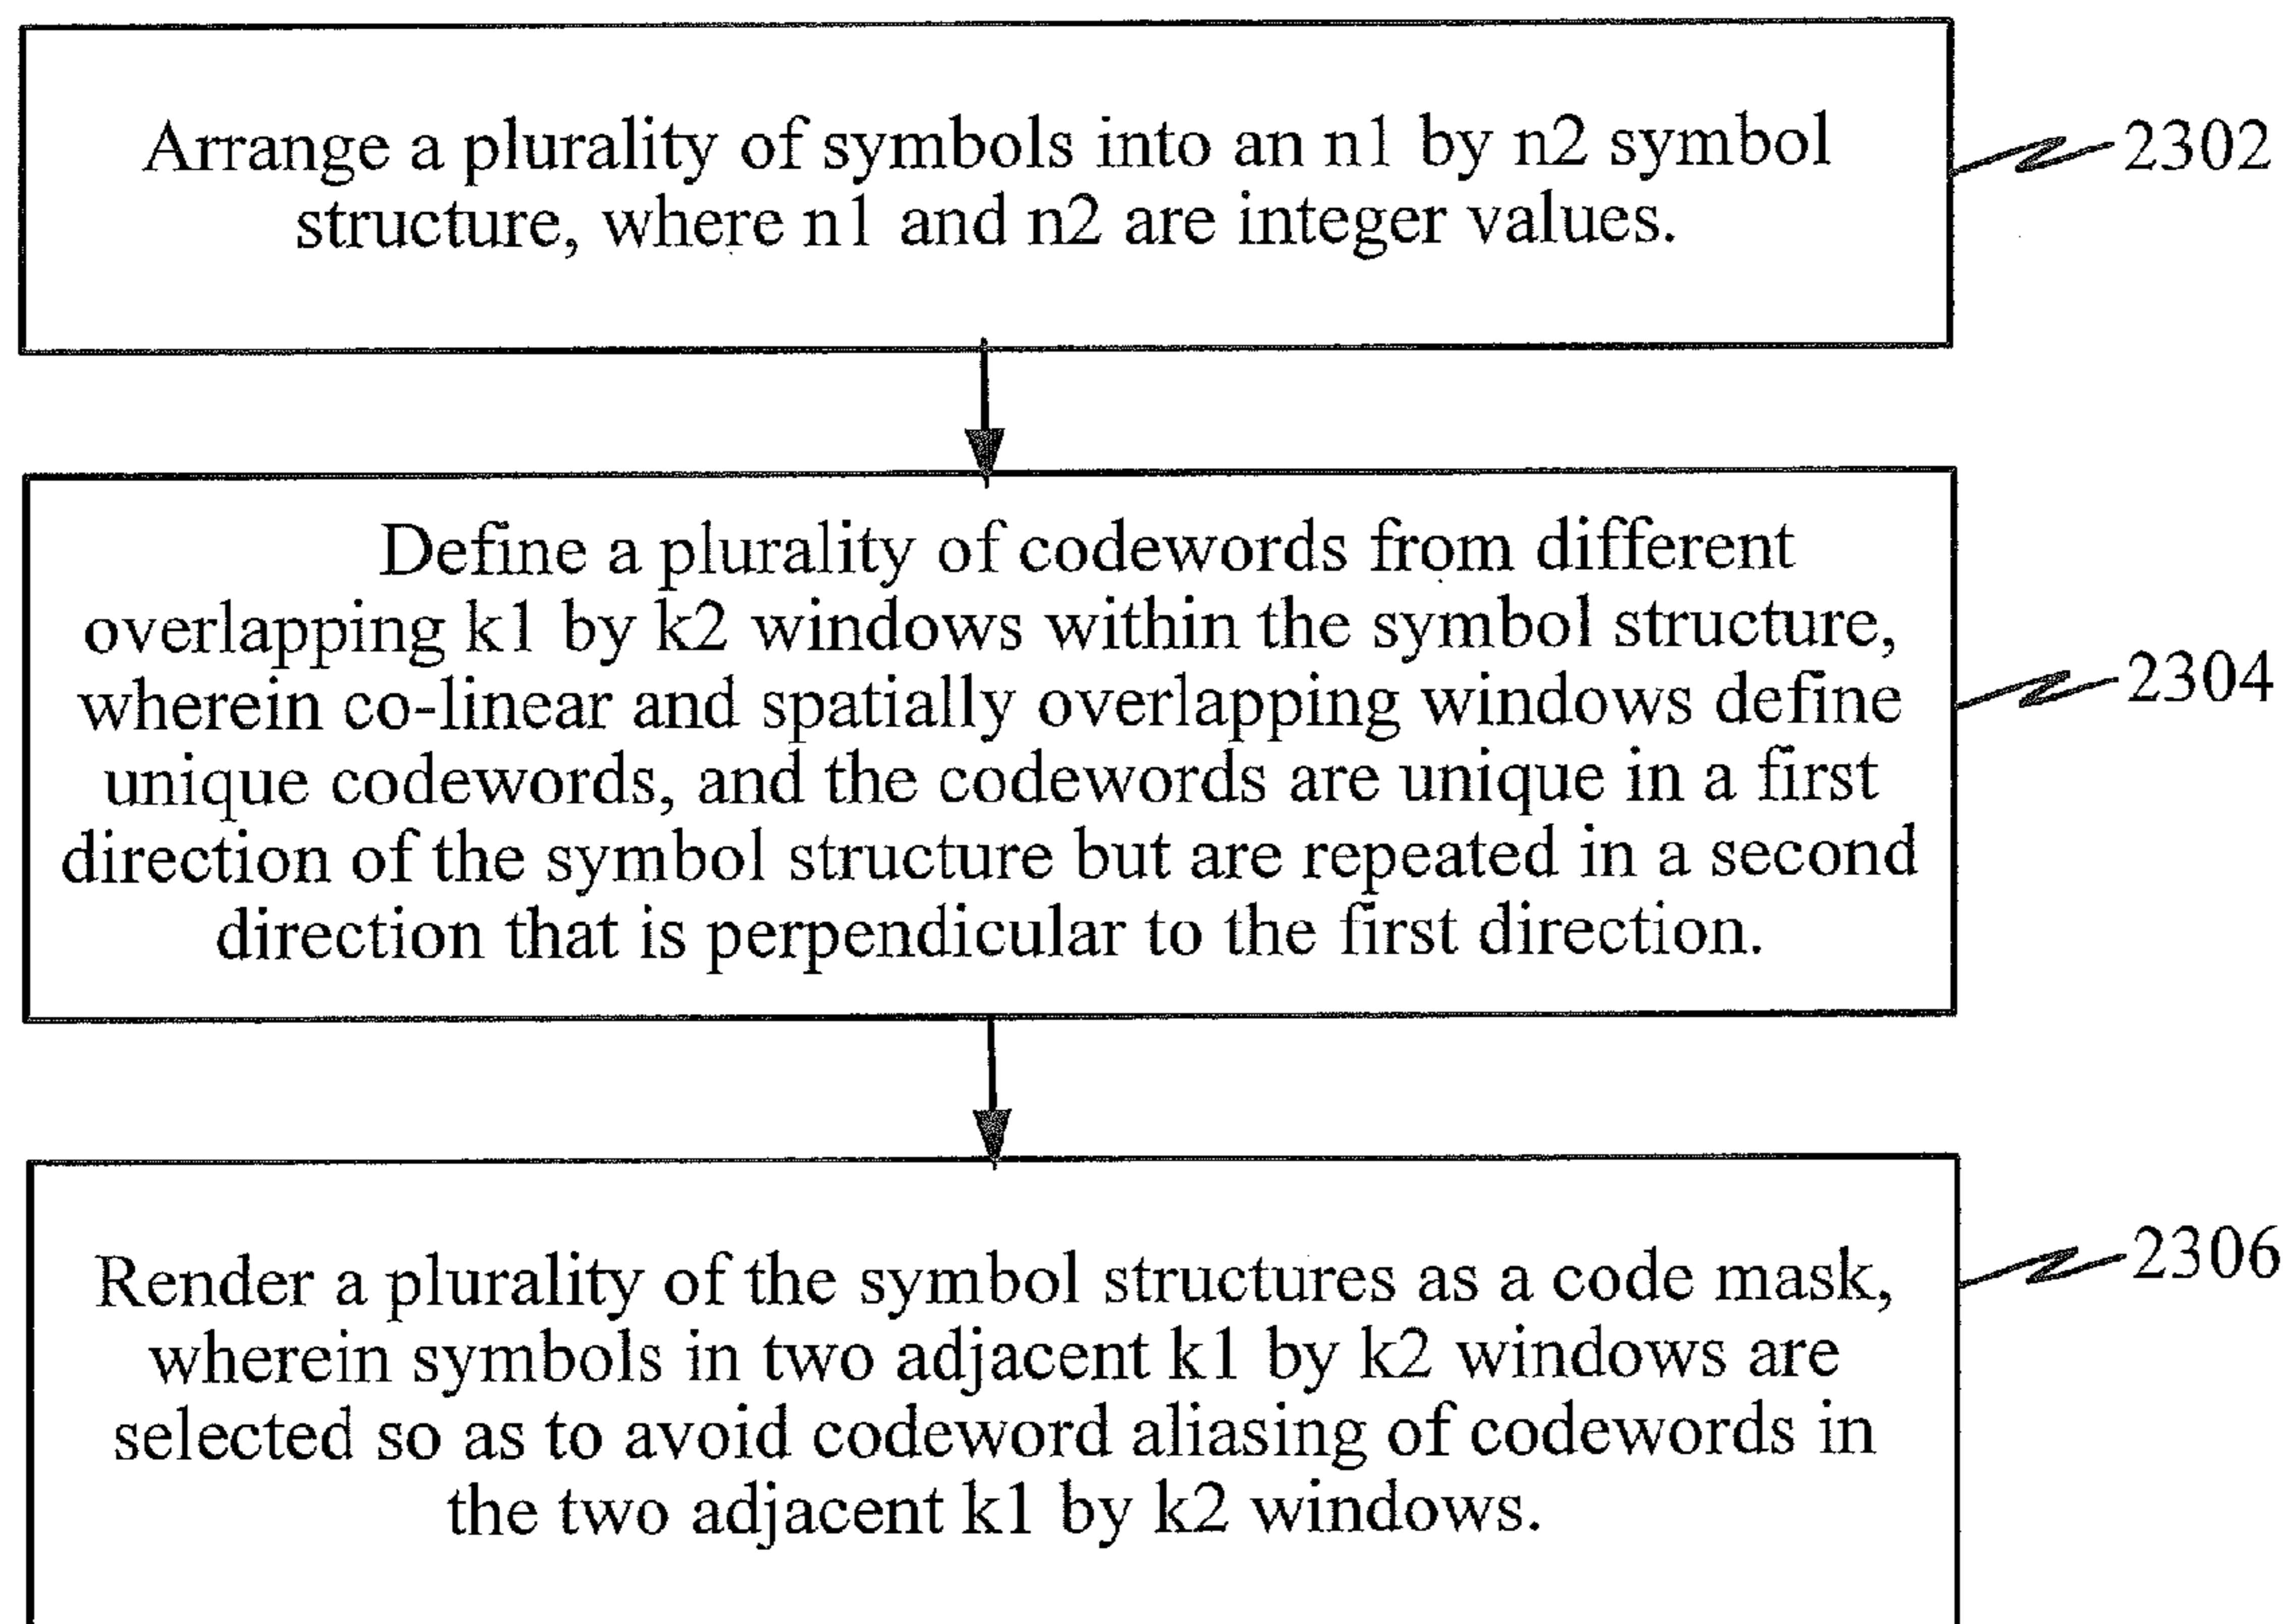 Arrange a plurality of symbols into an n1 by n2 symbol
structure, where n1 and n2 are integer values.
2302
Define a plurality of codewords from different
overlapping k1 by k2 windows within the symbol structure,
wherein co-linear and spatially overlapping windows define
unique codewords, and the codewords are unique in a first
direction of the symbol structure but are repeated in a second
direction that is perpendicular to the first direction.
2304
Render a plurality of the symbol structures as a code mask,
wherein symbols in two adjacent k1 by k2 windows are
selected so as to avoid codeword aliasing of codewords in
the two adjacent k1 by k2 windows.
2306